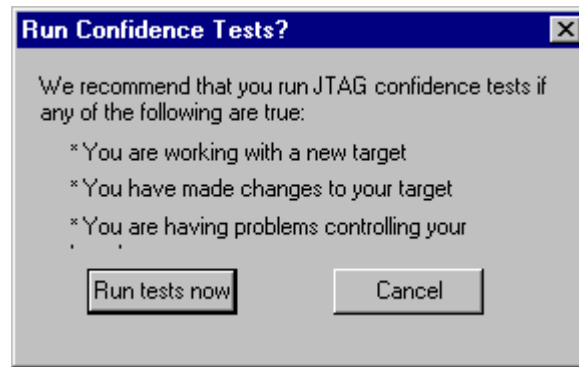 Run Confidence Tests?
We recommend that you run JTAG confidence tests if
any of the following are true:
* You are working with a new target
* You have made changes to your target
* You are having problems controlling your
Run tests now
Cancel